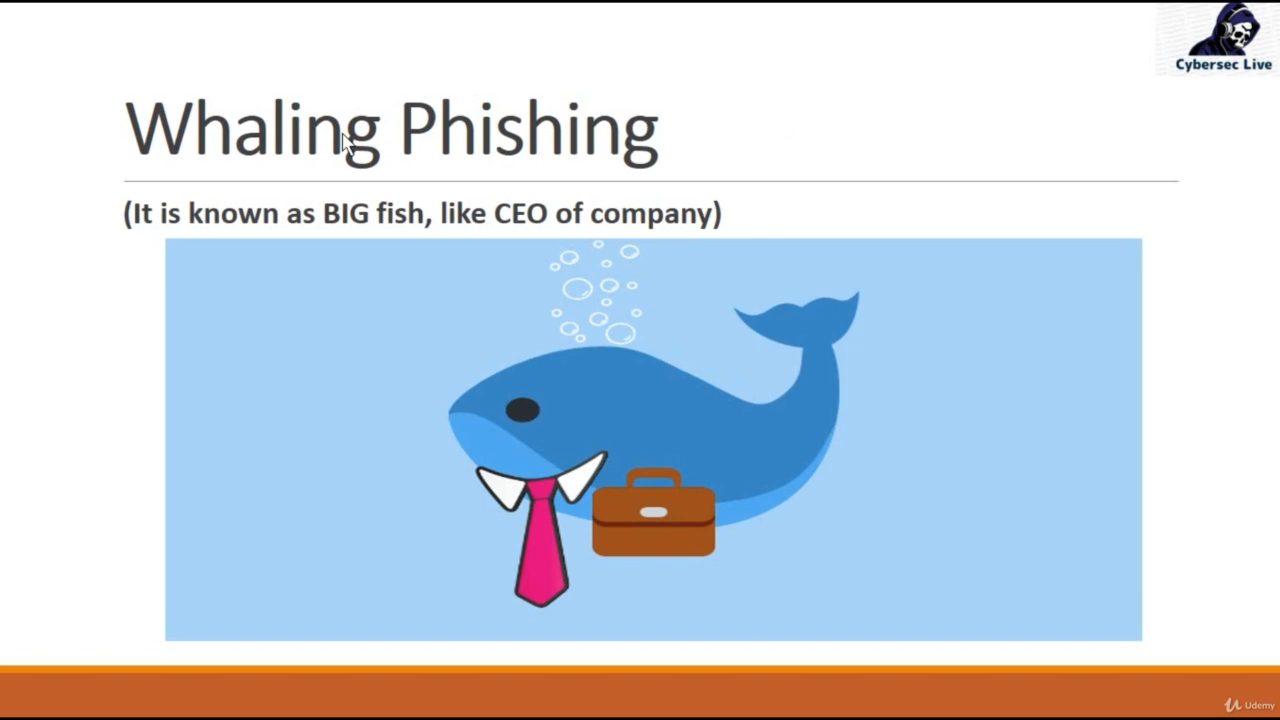 Cybersec Live
Whaling Phishing
(It is known as BIG fish, like CEO of company)
Udemy